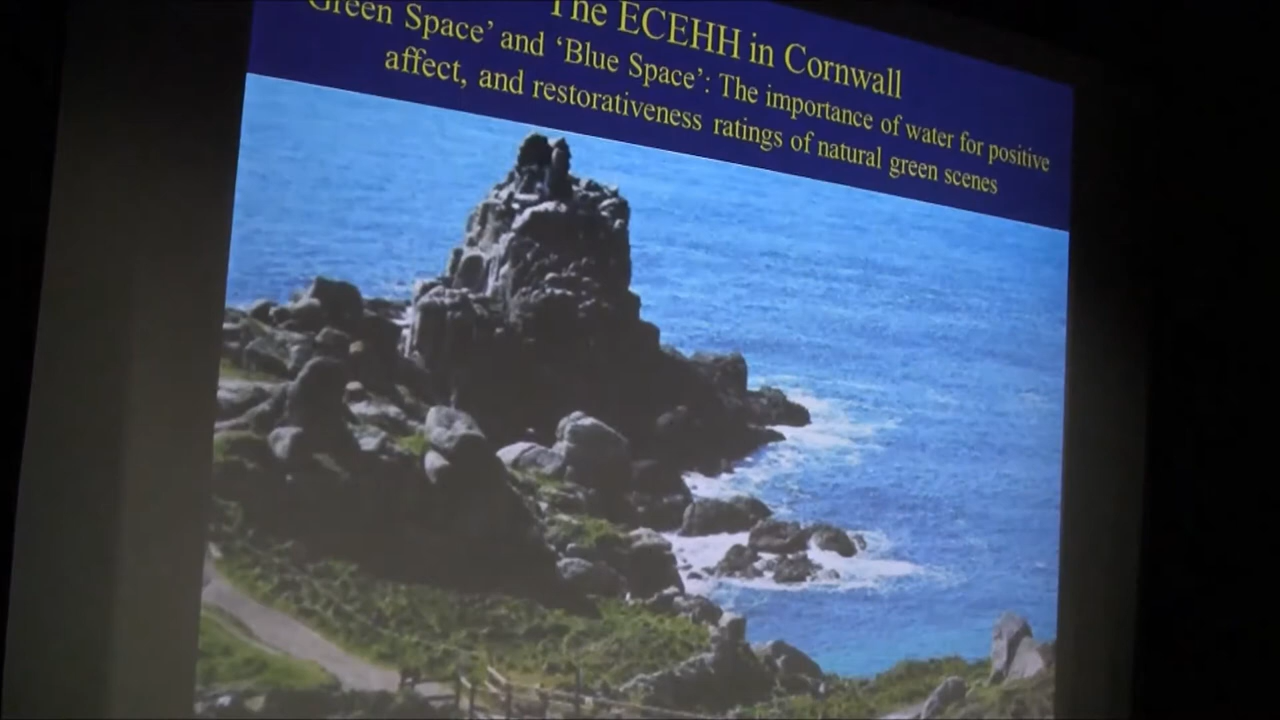 The ECEHH in Cornwall
Green Space’ and ‘Blue Space’: The importance of water for positive
affect, and restorativeness ratings of natural green scenes